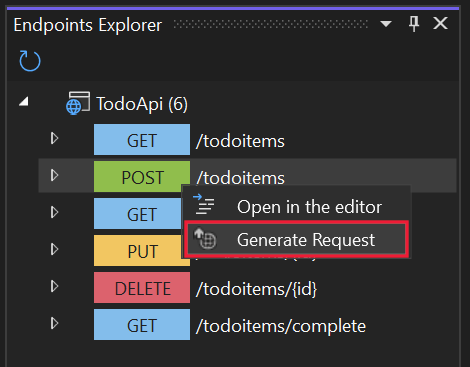 Endpoints Explorer
TodoApi (6)
GET /todoitems
POST /todoitems
Open in the editor
GET
Generate Request
PUT
DELETE /todoitems/{id}
GET /todoitems/complete